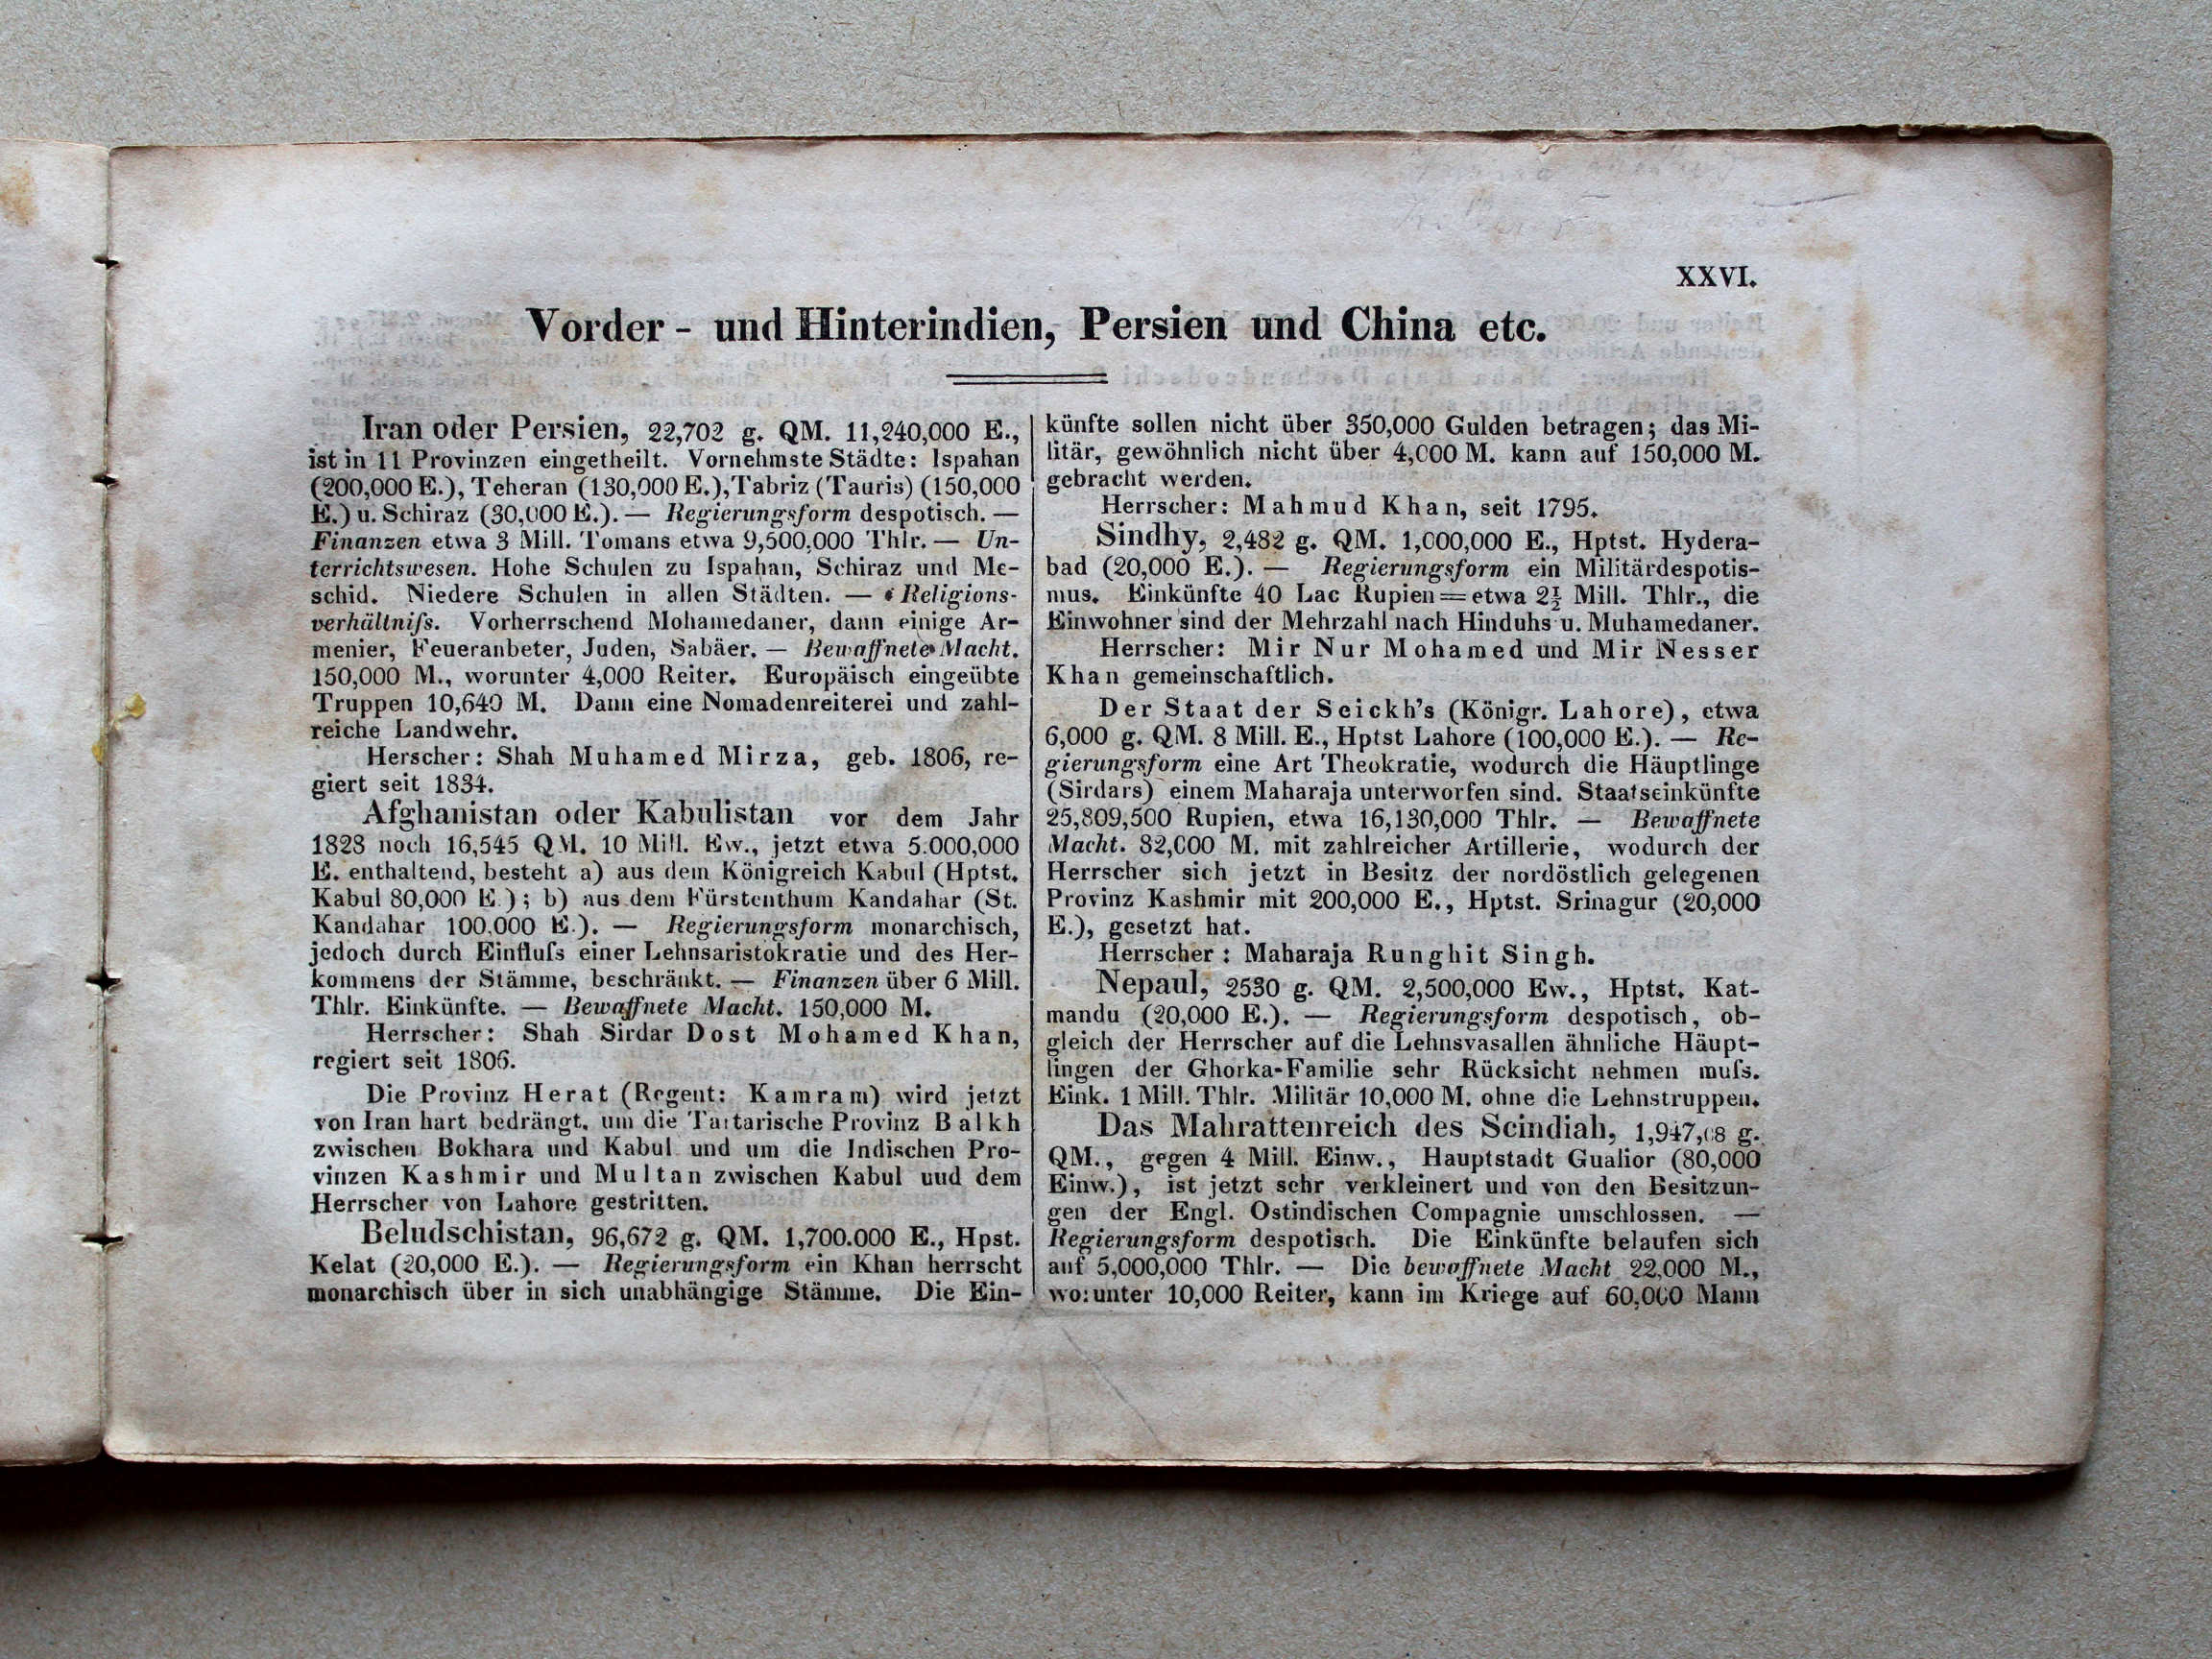 XXVI.
Vorder- und Hinterindien, Persien und China etc.
Iran oder Persien, 22,702 g. QM. 11,240,000 E.,
ist in 11 Provinzen eingetheilt. Vornehmste Städte: Ispahan
(200,000 E.), Teheran (130,000 E.), Tabriz (Tauris) (150,000
E.) u. Schiraz (30,000 E.). — Regierungsform despotisch. —
Finanzen etwa 3 Mill. Tomans etwa 9,500,000 Thlr. — Un-
terrichtswesen. Hohe Schulen zu Ispahan, Schiraz und Me-
schid. Niedere Schulen in allen Städten. — Religions-
verhältniſs. Vorherrschend Mohamedaner, dann einige Ar-
menier, Feueranbeter, Juden, Sabäer. — Bewaffnete Macht.
150,000 M., worunter 4,000 Reiter. Europäisch eingeübte
Truppen 10,640 M. Dann eine Nomadenreiterei und zahl-
reiche Landwehr.
Herscher: Shah Muhamed Mirza, geb. 1806, re-
giert seit 1834.
Afghanistan oder Kabulistan vor dem Jahr
1828 noch 16,545 QM. 10 Mill. Ew., jetzt etwa 5.000,000
E. enthaltend, besteht a) aus dem Königreich Kabul (Hptst.
Kabul 80,000 E.); b) aus dem Fürstenthum Kandahar (St.
Kandahar 100,000 E.). — Regierungsform monarchisch,
jedoch durch Einfluſs einer Lehnsaristokratie und des Her-
kommens der Stämme, beschränkt. — Finanzen über 6 Mill.
Thlr. Einkünfte. — Bewaffnete Macht. 150,000 M.
Herrscher: Shah Sirdar Dost Mohamed Khan,
regiert seit 1806.
Die Provinz Herat (Regent: Kamram) wird jetzt
von Iran hart bedrängt, um die Tartarische Provinz Balkh
zwischen Bokhara und Kabul und um die Indischen Pro-
vinzen Kashmir und Multan zwischen Kabul uud dem
Herrscher von Lahore gestritten.
Beludschistan, 96,672 g. QM. 1,700.000 E., Hpst.
Kelat (20,000 E.). — Regierungsform ein Khan herrscht
monarchisch über in sich unabhängige Stämme. Die Ein-
künfte sollen nicht über 350,000 Gulden betragen; das Mi-
litär, gewöhnlich nicht über 4,000 M. kann auf 150,000 M.
gebracht werden.
Herrscher: Mahmud Khan, seit 1795.
Sindhy, 2,482 g. QM. 1,000,000 E., Hptst. Hydera-
bad (20,000 E.). — Regierungsform ein Militärdespotis-
mus. Einkünfte 40 Lac Rupien = etwa 2½ Mill. Thlr., die
Einwohner sind der Mehrzahl nach Hinduhs u. Muhamedaner.
Herrscher: Mir Nur Mohamed und Mir Nesser
Khan gemeinschaftlich.
Der Staat der Seickh's (Königr. Lahore), etwa
6,000 g. QM. 8 Mill. E., Hptst Lahore (100,000 E.). — Re-
gierungsform eine Art Theokratie, wodurch die Häuptlinge
(Sirdars) einem Maharaja unterworfen sind. Staatseinkünfte
25,809,500 Rupien, etwa 16,130,000 Thlr. — Bewaffnete
Macht. 82,000 M. mit zahlreicher Artillerie, wodurch der
Herrscher sich jetzt in Besitz der nordöstlich gelegenen
Provinz Kashmir mit 200,000 E., Hptst. Srinagur (20,000
E.), gesetzt hat.
Herrscher: Maharaja Runghit Singh.
Nepaul, 2530 g. QM. 2,500,000 Ew., Hptst. Kat-
mandu (20,000 E.). — Regierungsform despotisch, ob-
gleich der Herrscher auf die Lehnsvasallen ähnliche Häupt-
lingen der Ghorka-Familie sehr Rücksicht nehmen muſs.
Eink. 1 Mill. Thlr. Militär 10,000 M. ohne die Lehnstruppen.
Das Mahrattenreich des Scindiah, 1,947,08 g.
QM., gegen 4 Mill. Einw., Hauptstadt Gualior (80,000
Einw.), ist jetzt sehr verkleinert und von den Besitzun-
gen der Engl. Ostindischen Compagnie umschlossen. —
Regierungsform despotisch. Die Einkünfte belaufen sich
auf 5,000,000 Thlr. — Die bewaffnete Macht 22,000 M.,
worunter 10,000 Reiter, kann im Kriege auf 60,000 Mann